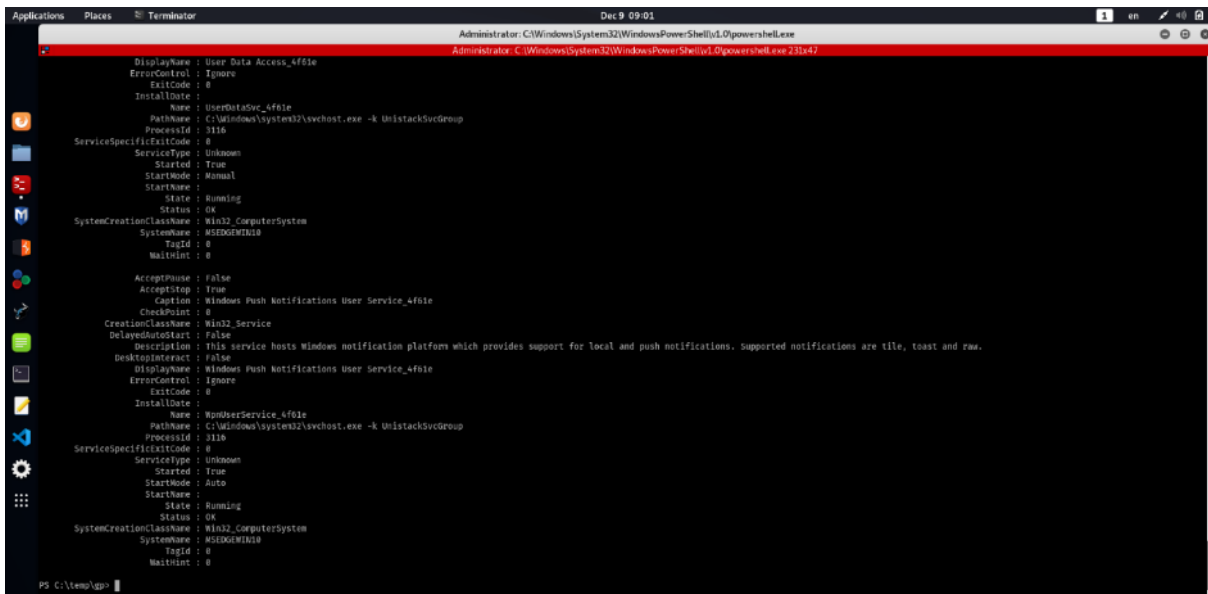 Applications Places Terminator Dec 9 09:01 1 en
Administrator: C:\Windows\System32\WindowsPowerShell\v1.0\powershell.exe
Administrator: C:\Windows\System32\WindowsPowerShell\v1.0\powershell.exe 231x47
DisplayName : User Data Access_4f61e
ErrorControl : Ignore
ExitCode : 0
InstallDate :
Name : UserDataSvc_4f61e
PathName : C:\Windows\system32\svchost.exe -k UnistackSvcGroup
ProcessId : 3116
ServiceSpecificExitCode : 0
ServiceType : Unknown
Started : True
StartMode : Manual
StartName :
State : Running
Status : OK
SystemCreationClassName : Win32_ComputerSystem
SystemName : MSEDGEWIN10
TagId : 0
WaitHint : 0
AcceptPause : False
AcceptStop : True
Caption : Windows Push Notifications User Service_4f61e
CheckPoint : 0
CreationClassName : Win32_Service
DelayedAutoStart : False
Description : This service hosts Windows notification platform which provides support for local and push notifications. Supported notifications are tile, toast and raw.
DesktopInteract : False
DisplayName : Windows Push Notifications User Service_4f61e
ErrorControl : Ignore
ExitCode : 0
InstallDate :
Name : WpnUserService_4f61e
PathName : C:\Windows\system32\svchost.exe -k UnistackSvcGroup
ProcessId : 3116
ServiceSpecificExitCode : 0
ServiceType : Unknown
Started : True
StartMode : Auto
StartName :
State : Running
Status : OK
SystemCreationClassName : Win32_ComputerSystem
SystemName : MSEDGEWIN10
TagId : 0
WaitHint : 0
PS C:\temp\gp>